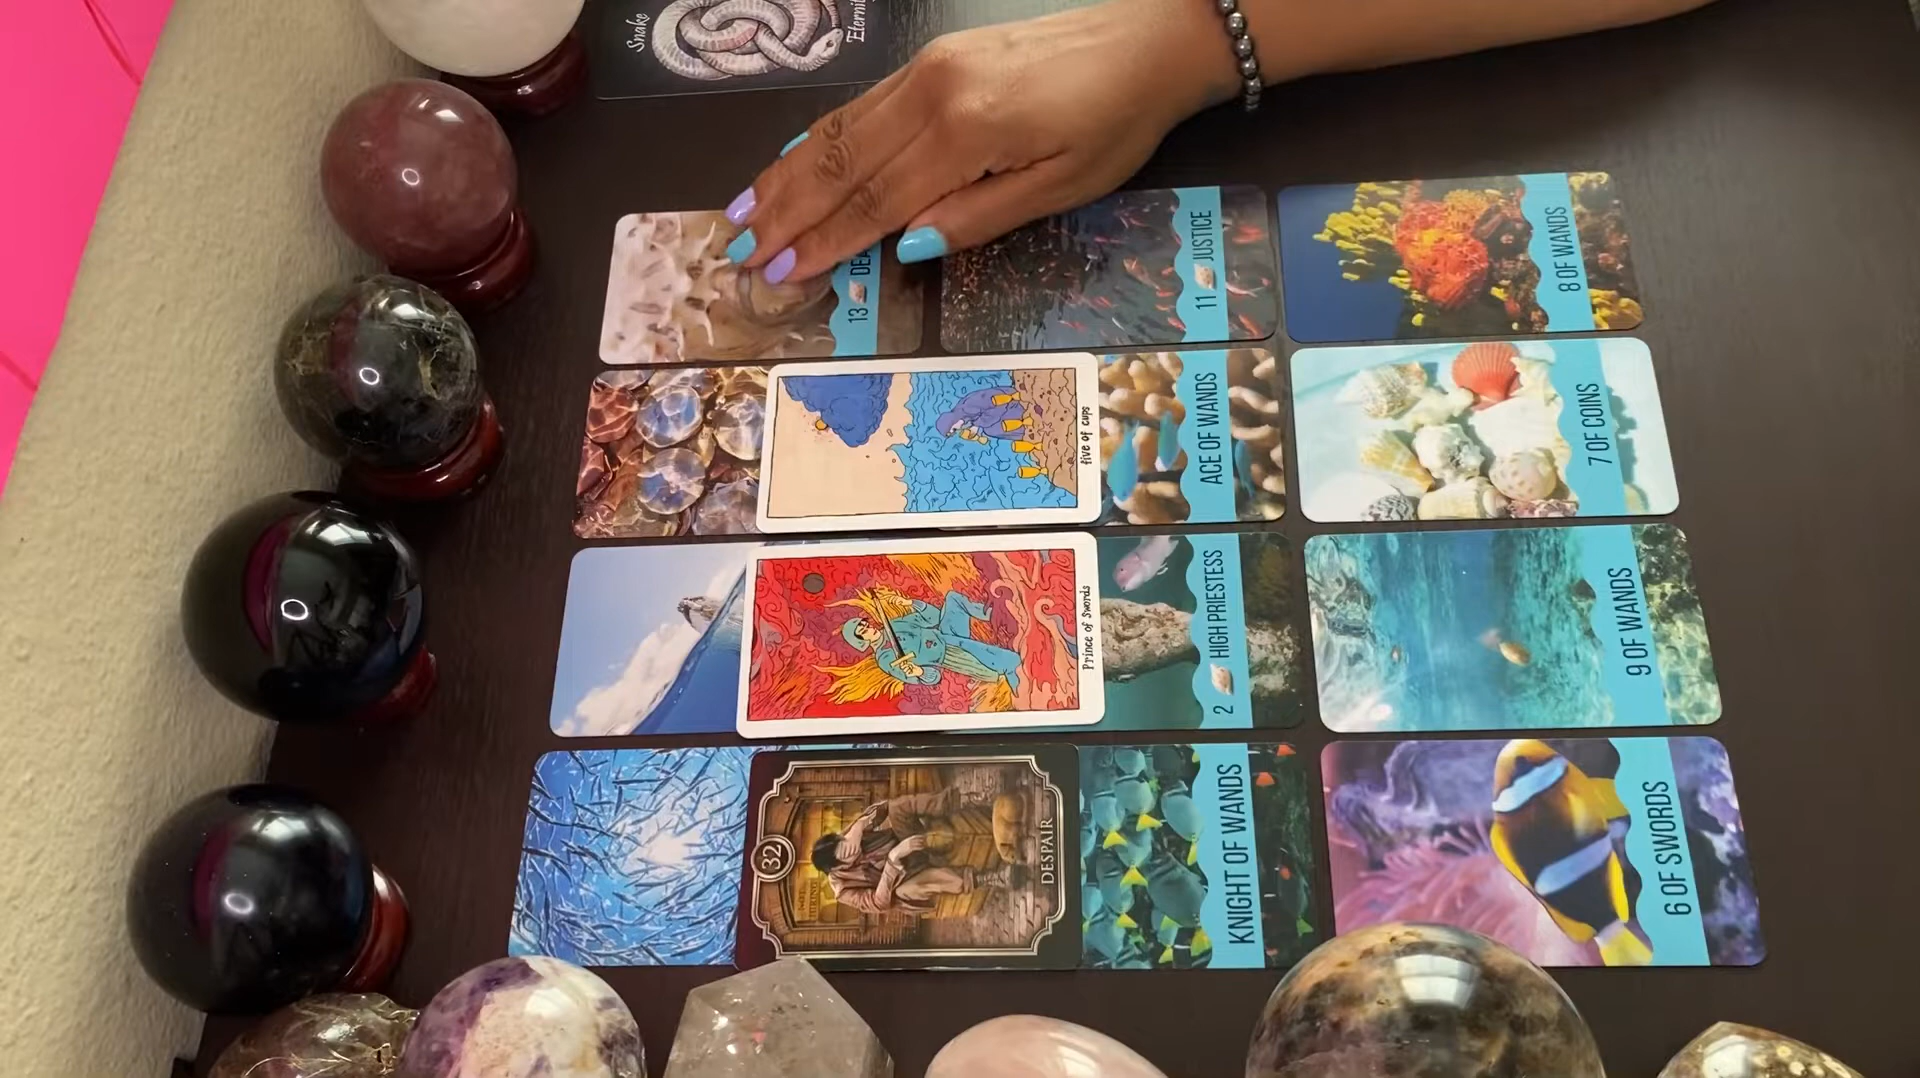 Snake
13 DEA
11 JUSTICE
8 OF WANDS
five of cups
ACE OF WANDS
7 OF COINS
Prince of Swords
2 HIGH PRIESTESS
9 OF WANDS
32
DESPAIR
KNIGHT OF WANDS
6 OF SWORDS